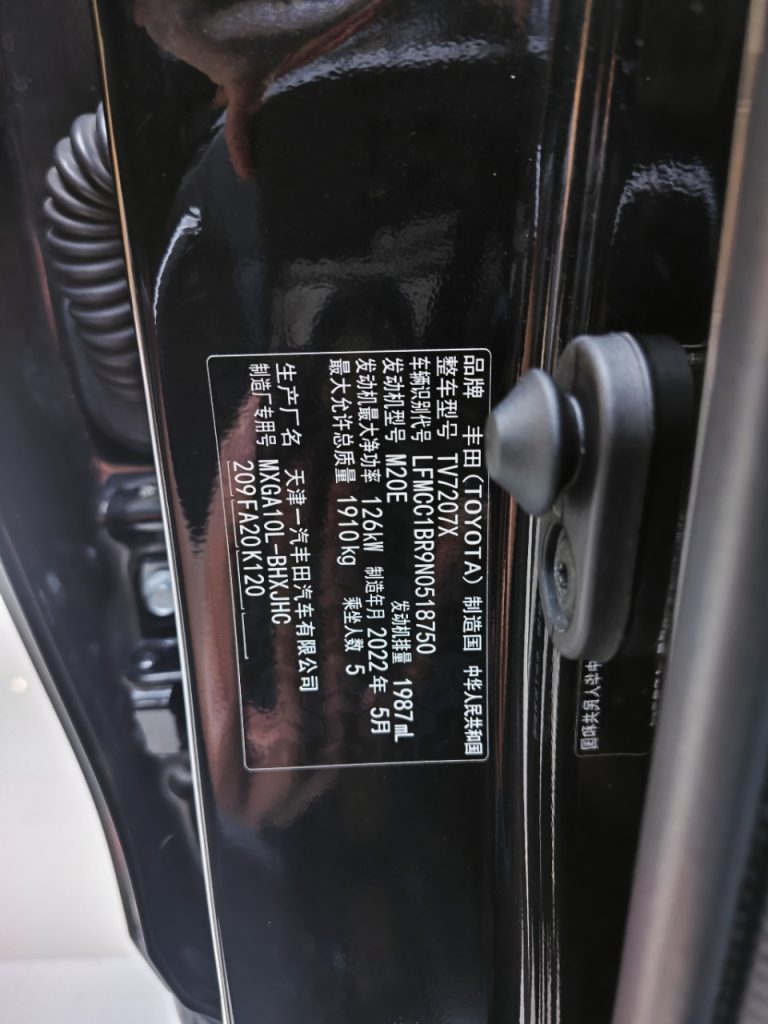 品牌 丰田(TOYOTA) 制造国 中华人民共和国
整车型号 TV7207X
车辆识别代号 LFMCC1BR9N0518750
发动机型号 M20E 发动机排量 1987mL
发动机最大净功率 126kW 制造年月 2022年 5月
最大允许总质量 1910kg 乘坐人数 5
生产厂名 天津一汽丰田汽车有限公司
制造厂专用号 MXGA10L-BHXJHC
209 FA20 K120